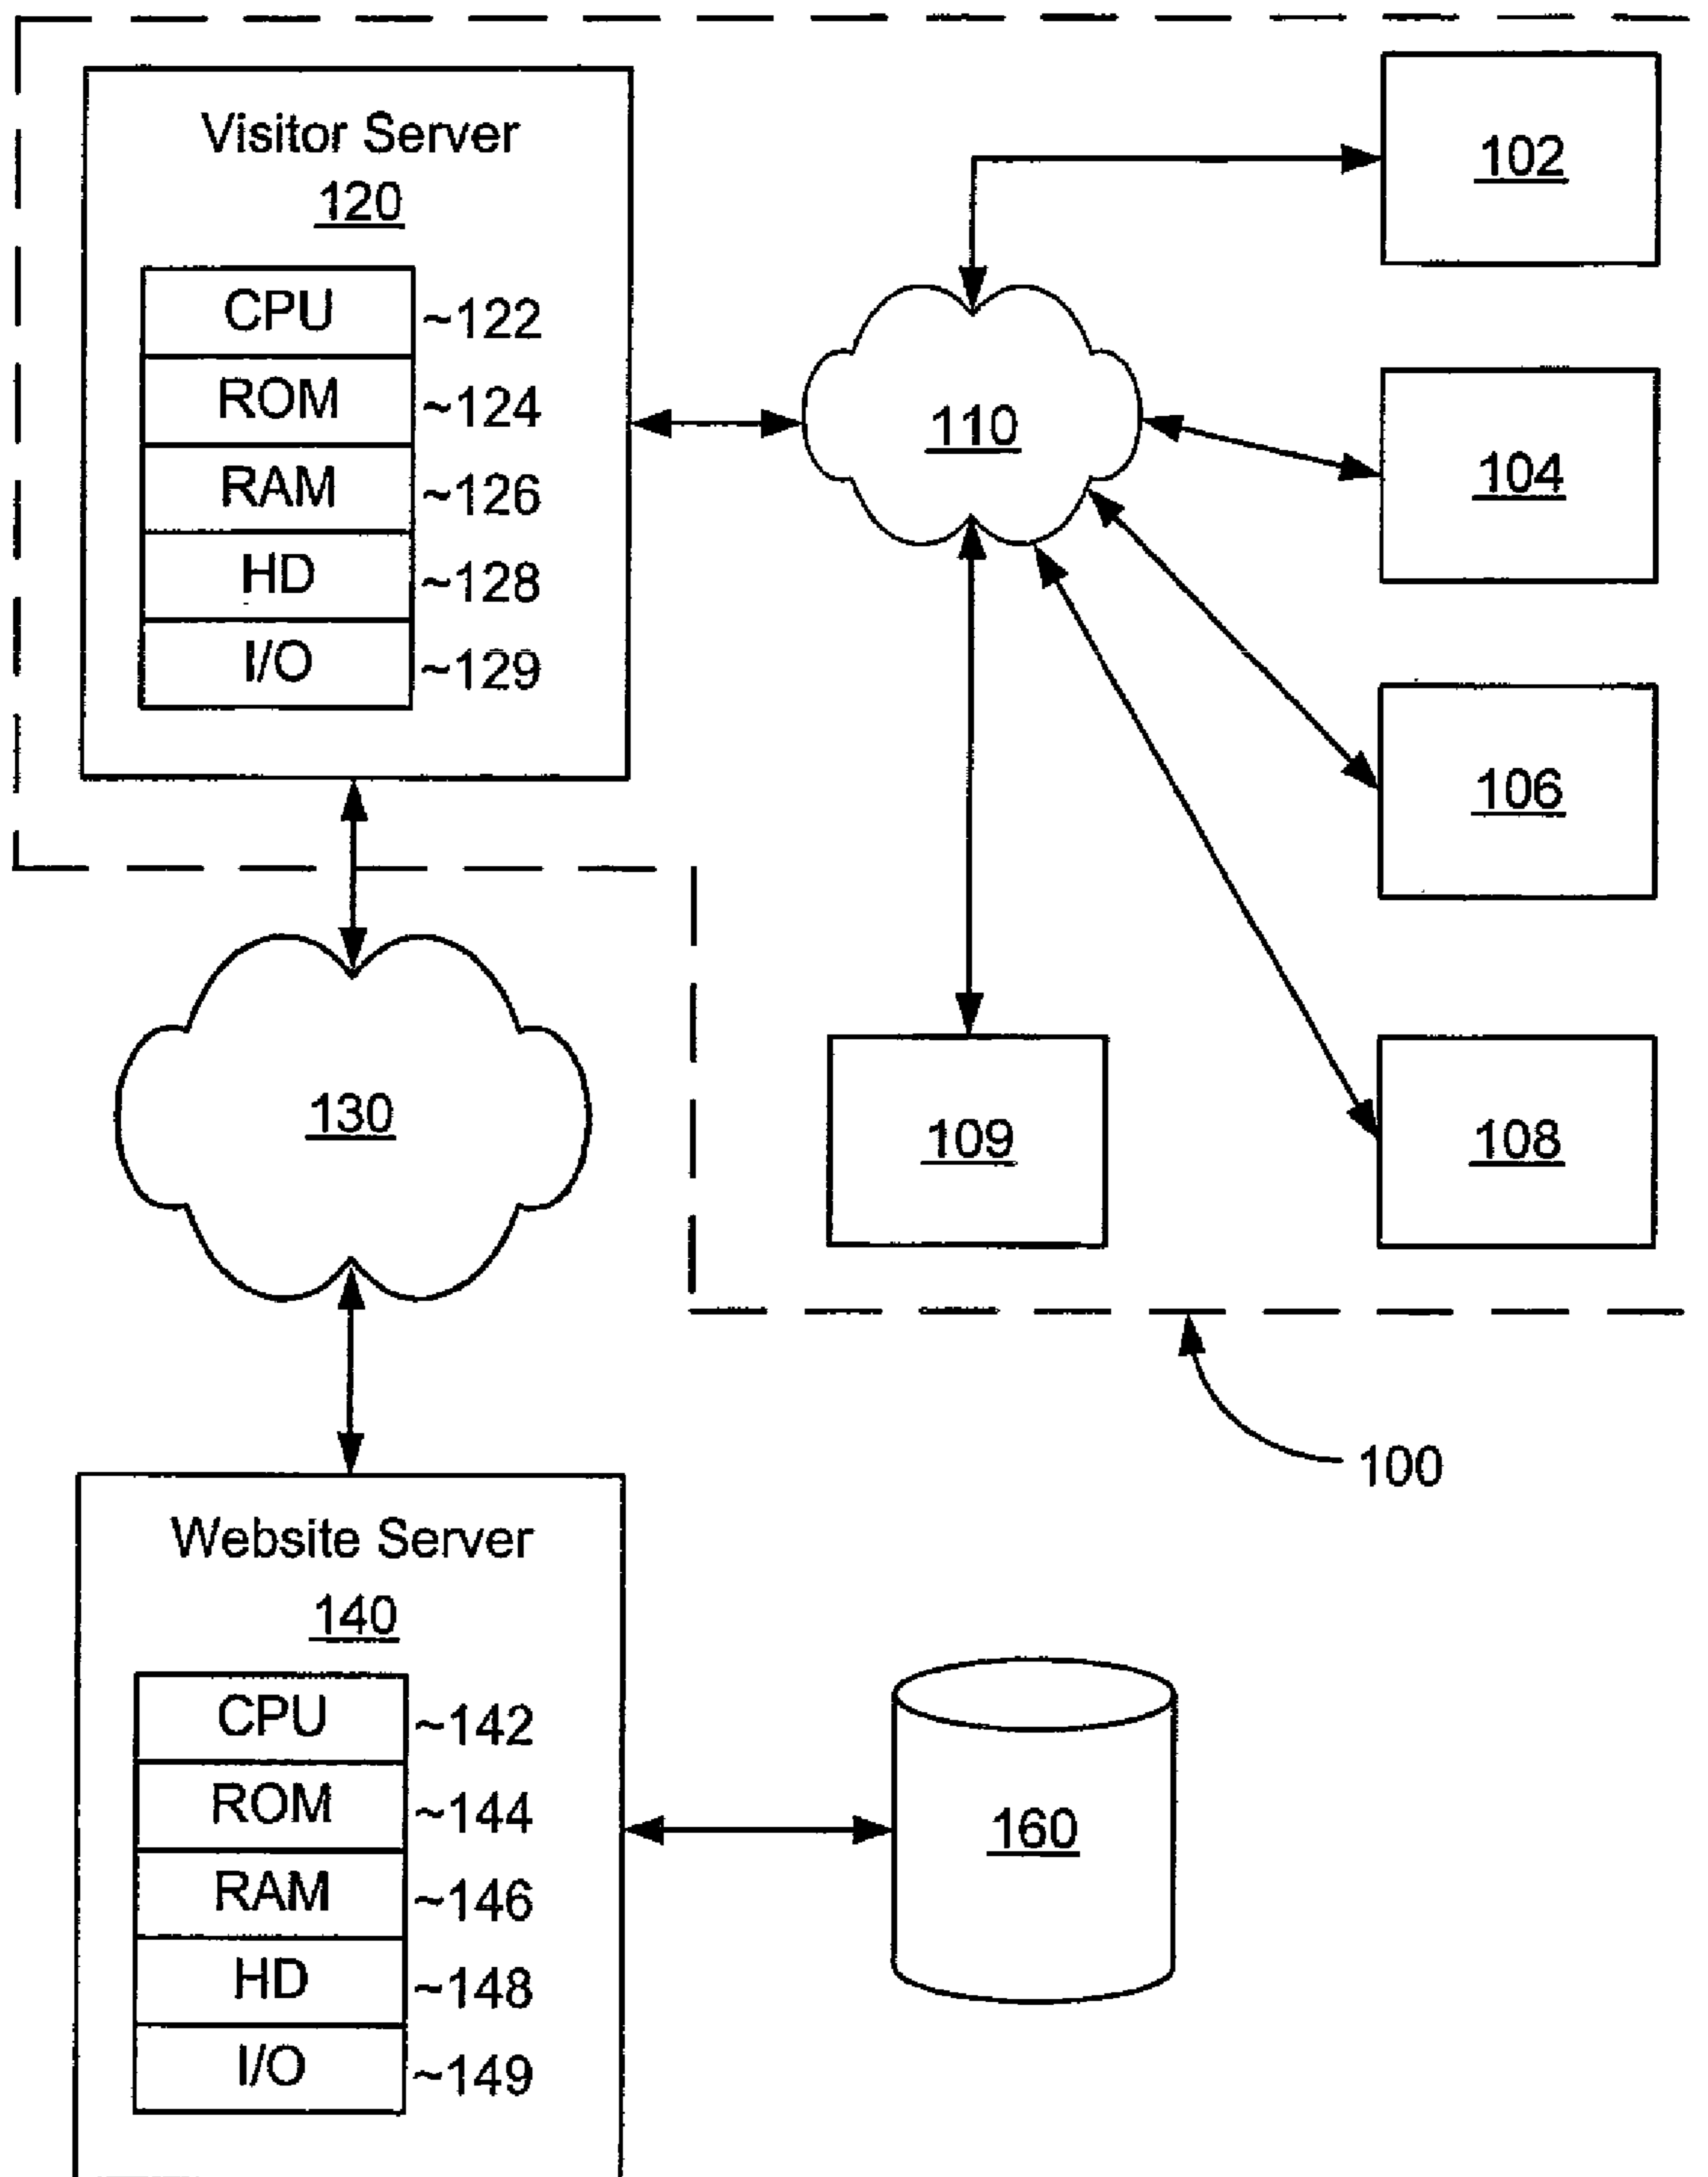 Visitor Server
120
CPU ~122
ROM ~124
RAM ~126
HD ~128
I/O ~129
102
110
104
106
109
108
130
100
Website Server
140
CPU ~142
ROM ~144
RAM ~146
HD ~148
I/O ~149
160